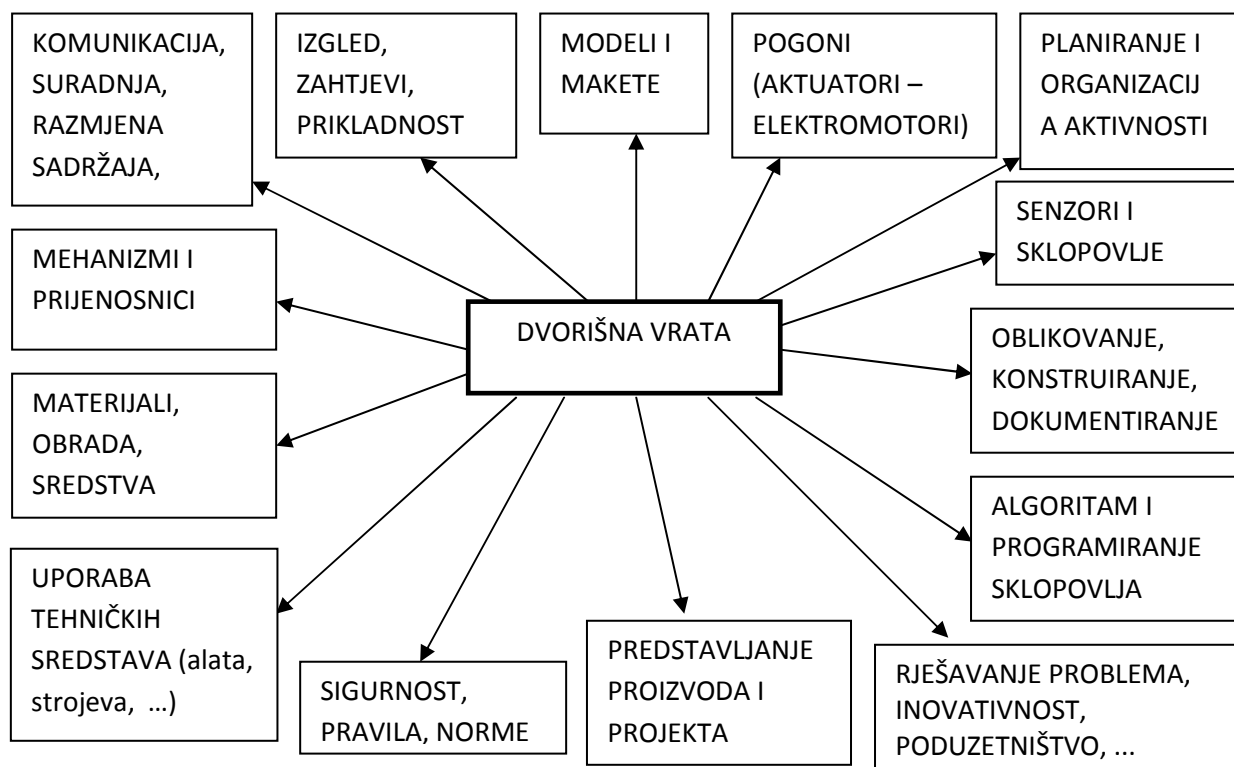 KOMUNIKACIJA,
SURADNJA,
RAZMJENA
SADRŽAJA,
IZGLED,
ZAHTJEVI,
PRIKLADNOST
MODELI I
MAKETE
POGONI
(AKTUATORI –
ELEKTROMOTORI)
PLANIRANJE I
ORGANIZACIJ
A AKTIVNOSTI
SENZORI I
SKLOPOVLJE
MEHANIZMI I
PRIJENOSNICI
DVORIŠNA VRATA
OBLIKOVANJE,
KONSTRUIRANJE,
DOKUMENTIRANJE
MATERIJALI,
OBRADA,
SREDSTVA
ALGORITAM I
PROGRAMIRANJE
SKLOPOVLJA
UPORABA
TEHNIČKIH
SREDSTAVA (alata,
strojeva, ...)
SIGURNOST,
PRAVILA, NORME
PREDSTAVLJANJE
PROIZVODA I
PROJEKTA
RJEŠAVANJE PROBLEMA,
INOVATIVNOST,
PODUZETNIŠTVO, ...